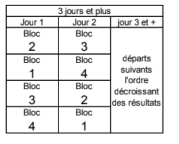 3 jours et plus
Jour 1 Jour 2 jour 3 et +
Bloc Bloc
2 3
Bloc Bloc
1 4
Bloc Bloc
3 2
Bloc Bloc
4 1
départs
suivants
l'ordre
décroissant
des résultats